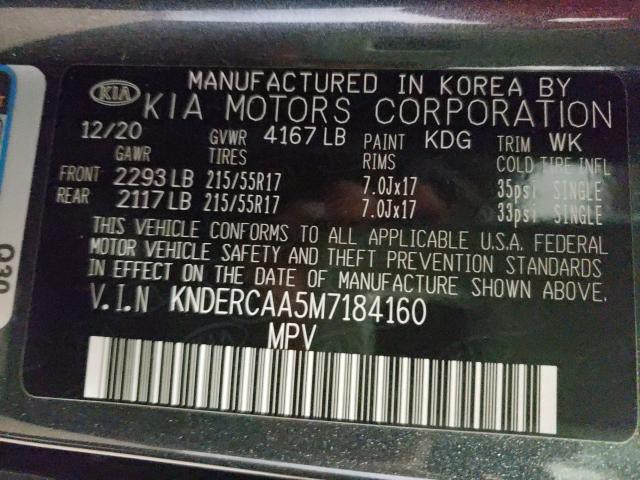 MANUFACTURED IN KOREA BY
KIA KIA MOTORS CORPORATION
12/20 GVWR 4167 LB PAINT KDG TRIM WK
GAWR TIRES RIMS COLD TIRE INFL
FRONT 2293 LB 215/55R17 7.0Jx17 35psi SINGLE
REAR 2117 LB 215/55R17 7.0Jx17 33psi SINGLE
THIS VEHICLE CONFORMS TO ALL APPLICABLE U.S.A. FEDERAL
MOTOR VEHICLE SAFETY AND THEFT PREVENTION STANDARDS
IN EFFECT ON THE DATE OF MANUFACTURE SHOWN ABOVE.
V.I.N KNDERCAA5M7184160
MPV